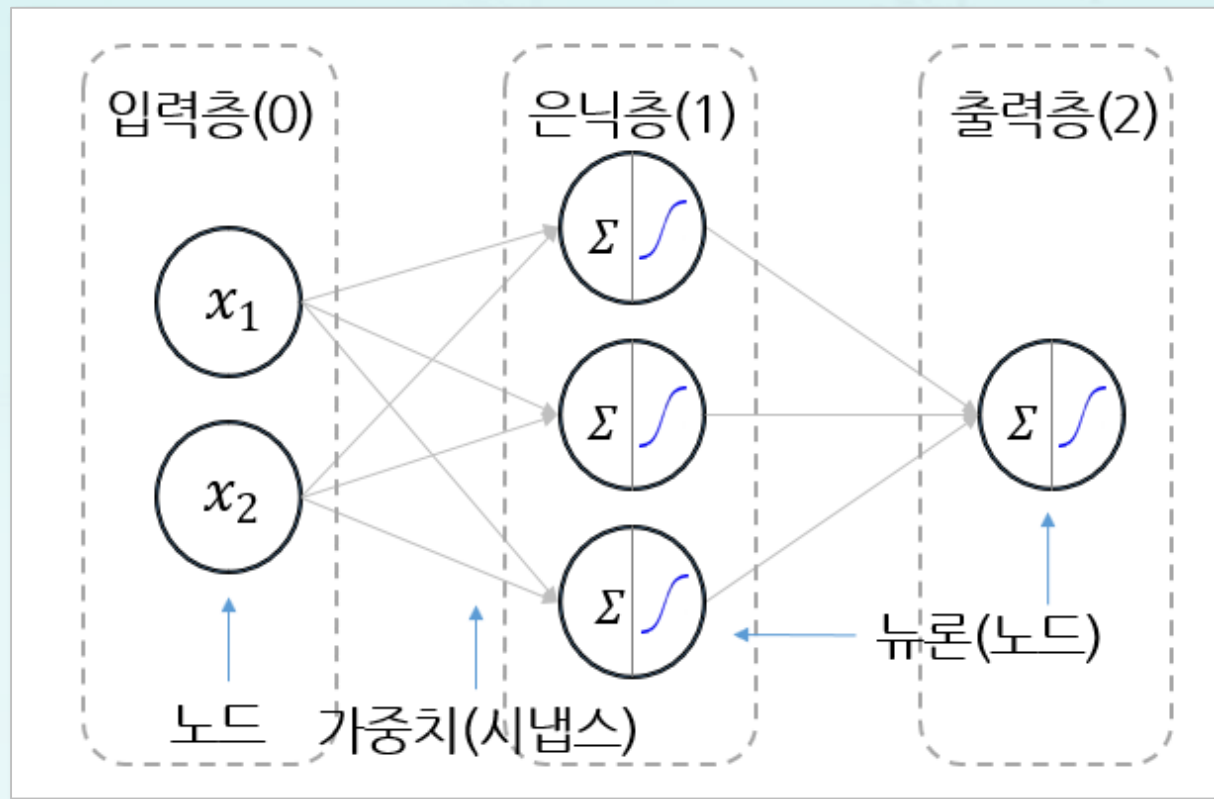 입력층(0)
은닉층(1)
출력층(2)
x₁
x₂
Σ
Σ
Σ
Σ
노드
가중치(시냅스)
뉴론(노드)